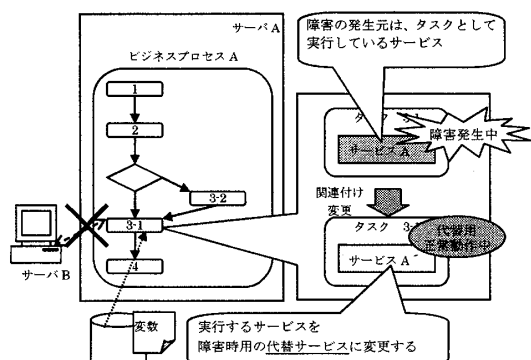 サーバA
ビジネスプロセスA
1
2
3-2
3-1
4
サーバB
変数
障害の発生元は、タスクとして
実行しているサービス
サービスA
障害発生中
関連付け
変更
タスク 3-
代替用
正常動作中
サービスA´
実行するサービスを
障害時用の代替サービスに変更する